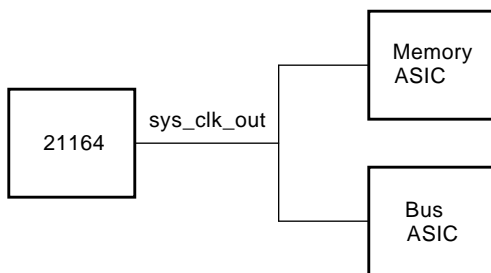 21164
sys_clk_out
Memory
ASIC
Bus
ASIC